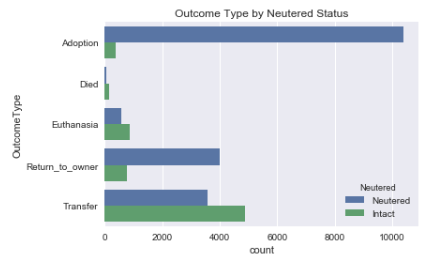 Outcome Type by Neutered Status
OutcomeType
Adoption
Died
Euthanasia
Return_to_owner
Transfer
Neutered
Neutered
Intact
0 2000 4000 6000 8000 10000
count